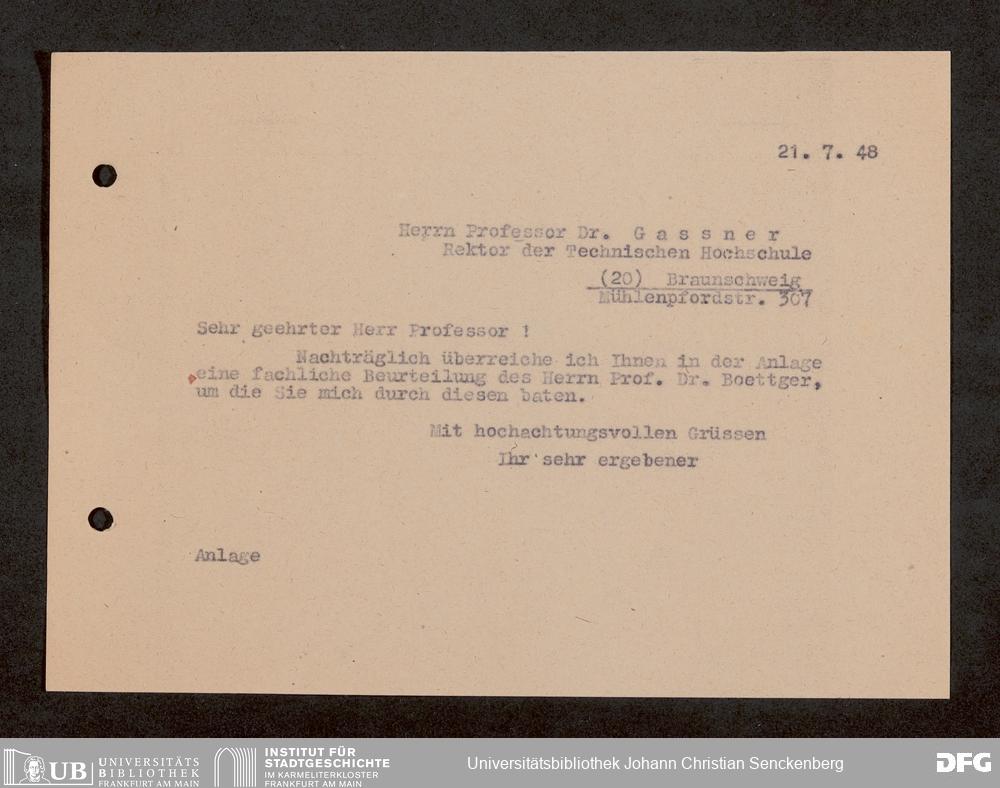 21. 7. 48
Herrn Professor Dr. G a s s n e r
Rektor der Technischen Hochschule
(20) Braunschweig
Mühlenpfordstr. 307
Sehr geehrter Herr Professor !
Nachträglich überreiche ich Ihnen in der Anlage
eine fachliche Beurteilung des Herrn Prof. Dr. Boettger,
um die Sie mich durch diesen baten.
Mit hochachtungsvollen Grüssen
Ihr sehr ergebener
Anlage
UB UNIVERSITÄTS
BIBLIOTHEK
FRANKFURT AM MAIN
INSTITUT FÜR
STADTGESCHICHTE
IM KARMELITERKLOSTER
FRANKFURT AM MAIN
Universitätsbibliothek Johann Christian Senckenberg
DFG